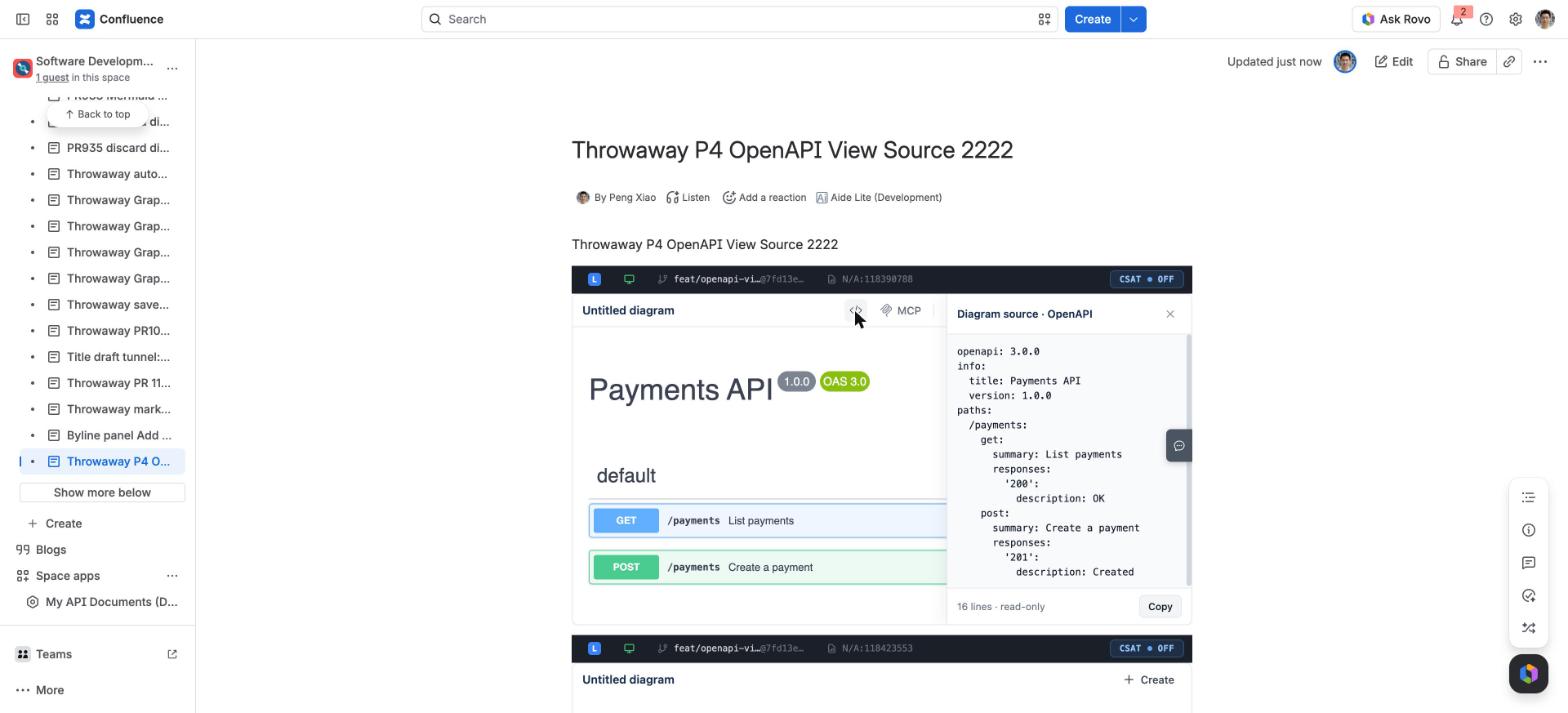 Confluence
Search
Create
Ask Rovo
2
Software Developm...
1 guest in this space
Updated just now
Edit
Share
Back to top
di...
PR935 discard di...
Throwaway auto...
Throwaway Grap...
Throwaway Grap...
Throwaway Grap...
Throwaway Grap...
Throwaway save...
Throwaway PR10...
Title draft tunnel:...
Throwaway PR 11...
Throwaway mark...
Byline panel Add ...
Throwaway P4 O...
Show more below
Create
Blogs
Space apps
My API Documents (D...
Teams
More
Throwaway P4 OpenAPI View Source 2222
By Peng Xiao
Listen
Add a reaction
Aide Lite (Development)
Throwaway P4 OpenAPI View Source 2222
L feat/openapi-vi…@7fd13e… N/A:118390788 CSAT OFF
Untitled diagram
MCP
Payments API 1.0.0 OAS 3.0
default
GET /payments List payments
POST /payments Create a payment
Diagram source · OpenAPI
openapi: 3.0.0
info:
title: Payments API
version: 1.0.0
paths:
/payments:
get:
summary: List payments
responses:
'200':
description: OK
post:
summary: Create a payment
responses:
'201':
description: Created
16 lines · read-only
Copy
L feat/openapi-vi…@7fd13e… N/A:118423553 CSAT OFF
Untitled diagram
Create